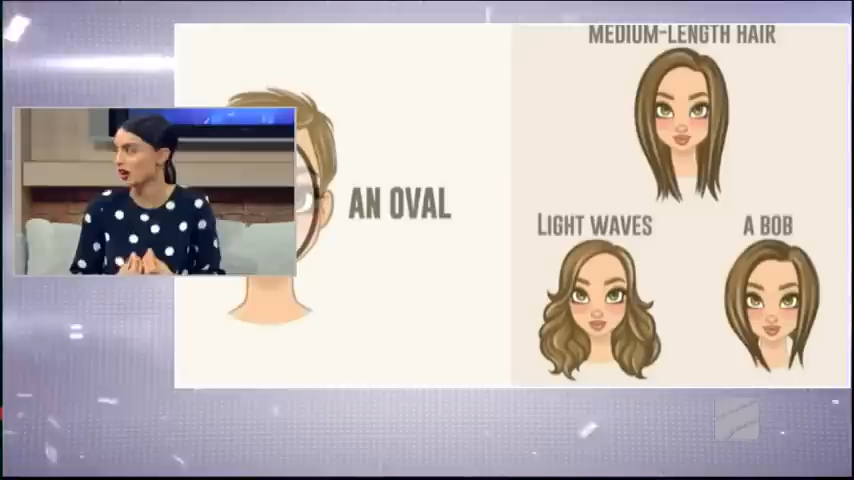 MEDIUM-LENGTH HAIR
AN OVAL
LIGHT WAVES
A BOB